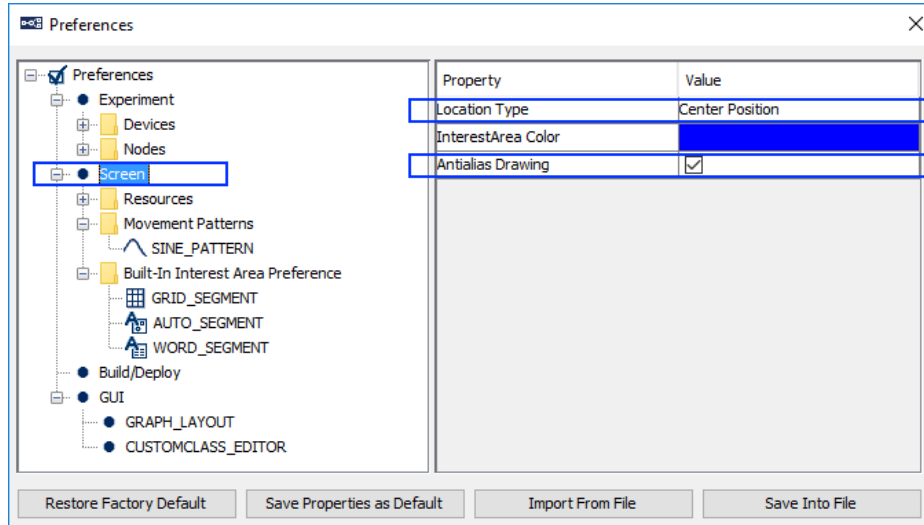 Preferences
Preferences
Experiment
Devices
Nodes
Screen
Resources
Movement Patterns
SINE_PATTERN
Built-In Interest Area Preference
GRID_SEGMENT
AUTO_SEGMENT
WORD_SEGMENT
Build/Deploy
GUI
GRAPH_LAYOUT
CUSTOMCLASS_EDITOR
Property Value
Location Type Center Position
InterestArea Color
Antialias Drawing
Restore Factory Default Save Properties as Default Import From File Save Into File